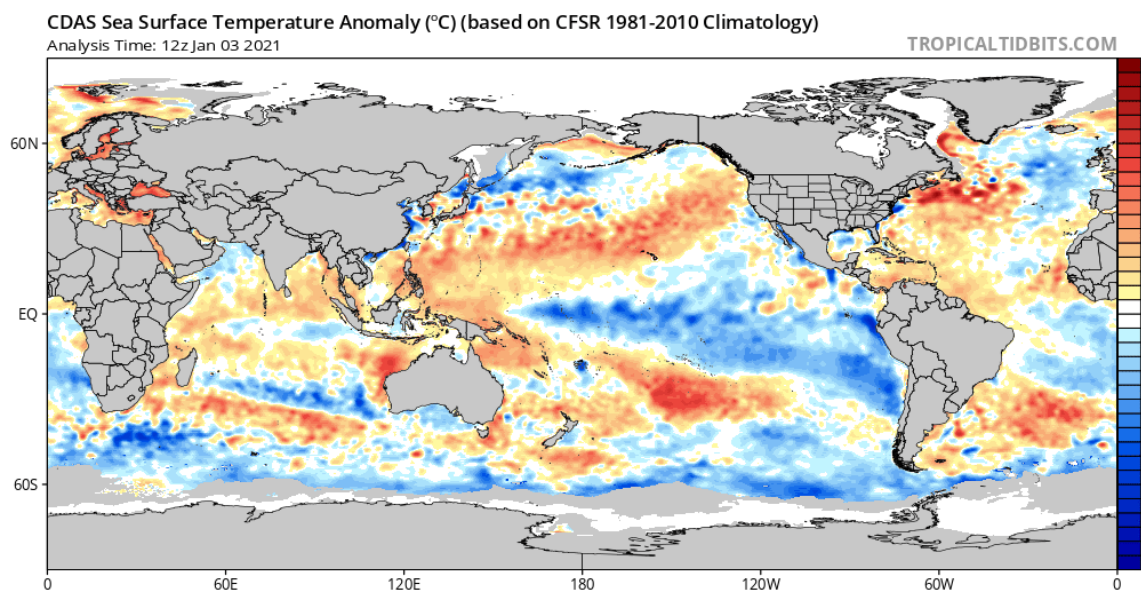 CDAS Sea Surface Temperature Anomaly (°C) (based on CFSR 1981-2010 Climatology)
Analysis Time: 12z Jan 03 2021
TROPICALTIDBITS.COM
60N
EQ
60S
0 60E 120E 180 120W 60W 0